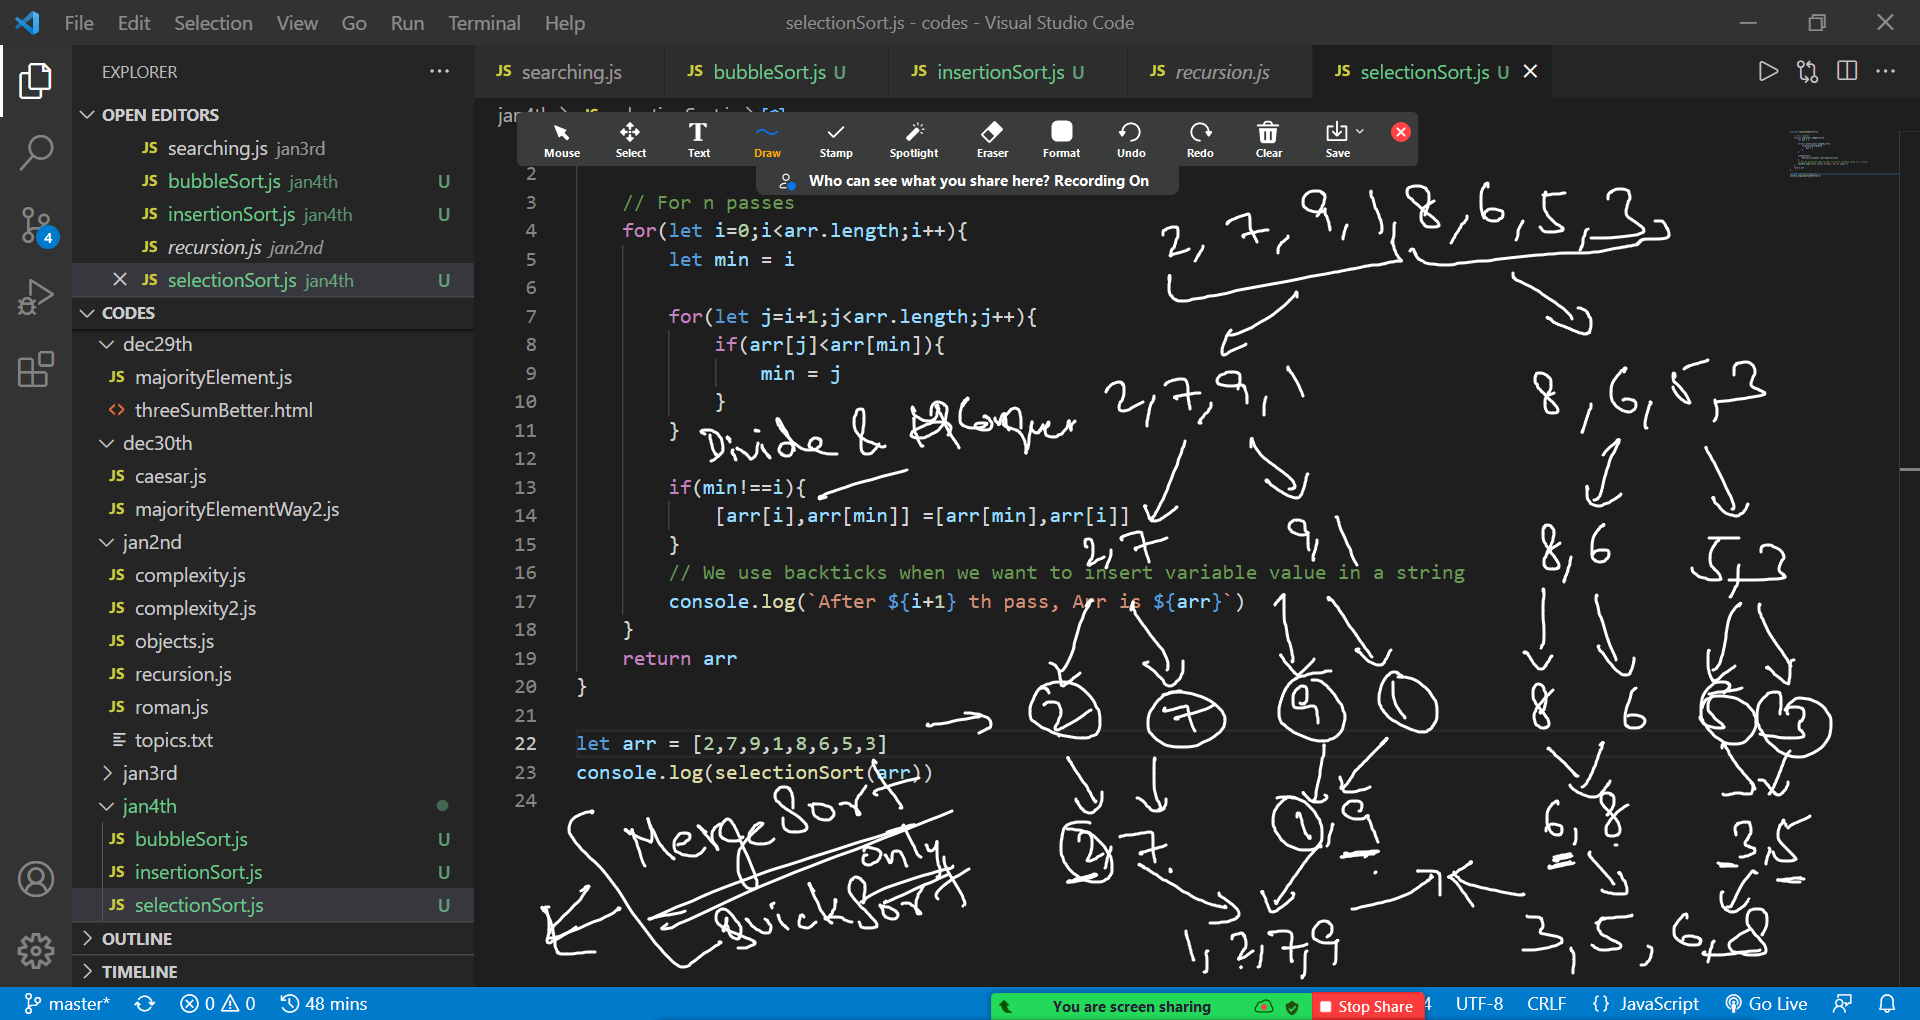 File Edit Selection View Go Run Terminal Help
selectionSort.js - codes - Visual Studio Code
EXPLORER
JS searching.js
JS bubbleSort.js U
JS insertionSort.js U
JS recursion.js
JS selectionSort.js U
OPEN EDITORS
JS searching.js jan3rd
JS bubbleSort.js jan4th U
JS insertionSort.js jan4th U
JS recursion.js jan2nd
JS selectionSort.js jan4th U
4
CODES
dec29th
JS majorityElement.js
<> threeSumBetter.html
dec30th
JS caesar.js
JS majorityElementWay2.js
jan2nd
JS complexity.js
JS complexity2.js
JS objects.js
JS recursion.js
JS roman.js
topics.txt
jan3rd
jan4th
JS bubbleSort.js U
JS insertionSort.js U
JS selectionSort.js U
OUTLINE
TIMELINE
Mouse Select Text Draw Stamp Spotlight Eraser Format Undo Redo Clear Save
Who can see what you share here? Recording On
2
3 // For n passes
4 for(let i=0;i<arr.length;i++){
5 let min = i
6
7 for(let j=i+1;j<arr.length;j++){
8 if(arr[j]<arr[min]){
9 min = j
10 }
11 }
12
13 if(min!==i){
14 [arr[i],arr[min]] =[arr[min],arr[i]]
15 }
16 // We use backticks when we want to insert variable value in a string
17 console.log(`After ${i+1} th pass, Arr is ${arr}`)
18 }
19 return arr
20 }
21
22 let arr = [2,7,9,1,8,6,5,3]
23 console.log(selectionSort(arr))
24
2, 7, 9, 1, 8, 6, 5, 3
2, 7, 9, 1
8, 6, 5, 3
Divide & Conquer
2, 7
9, 1
8, 6
5, 3
2 7 9 1 8 6 5 3
2, 7
1, 9
6, 8
3, 5
1, 2, 7, 9
3, 5, 6, 8
Merge Sort
only
Quick Sort
master* 0 0 48 mins
You are screen sharing Stop Share
UTF-8 CRLF {} JavaScript Go Live